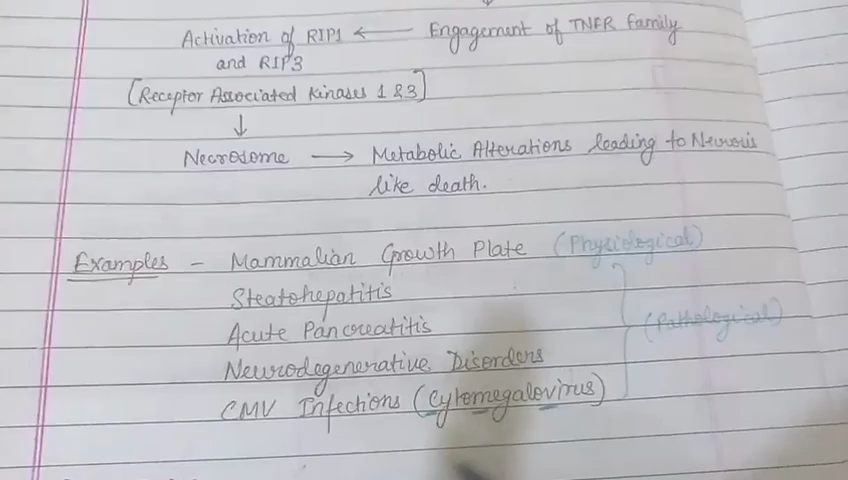 Activation of RIP1 ← Engagement of TNFR family
and RIP3
[Receptor Associated Kinases 1 & 3]
↓
Necrosome → Metabolic Alterations leading to Necrosis
like death.
Examples - Mammalian Growth Plate (Physiological)
Steatohepatitis
Acute Pancreatitis
(Pathological)
Neurodegenerative Disorders
CMV Infections (Cytomegalovirus)